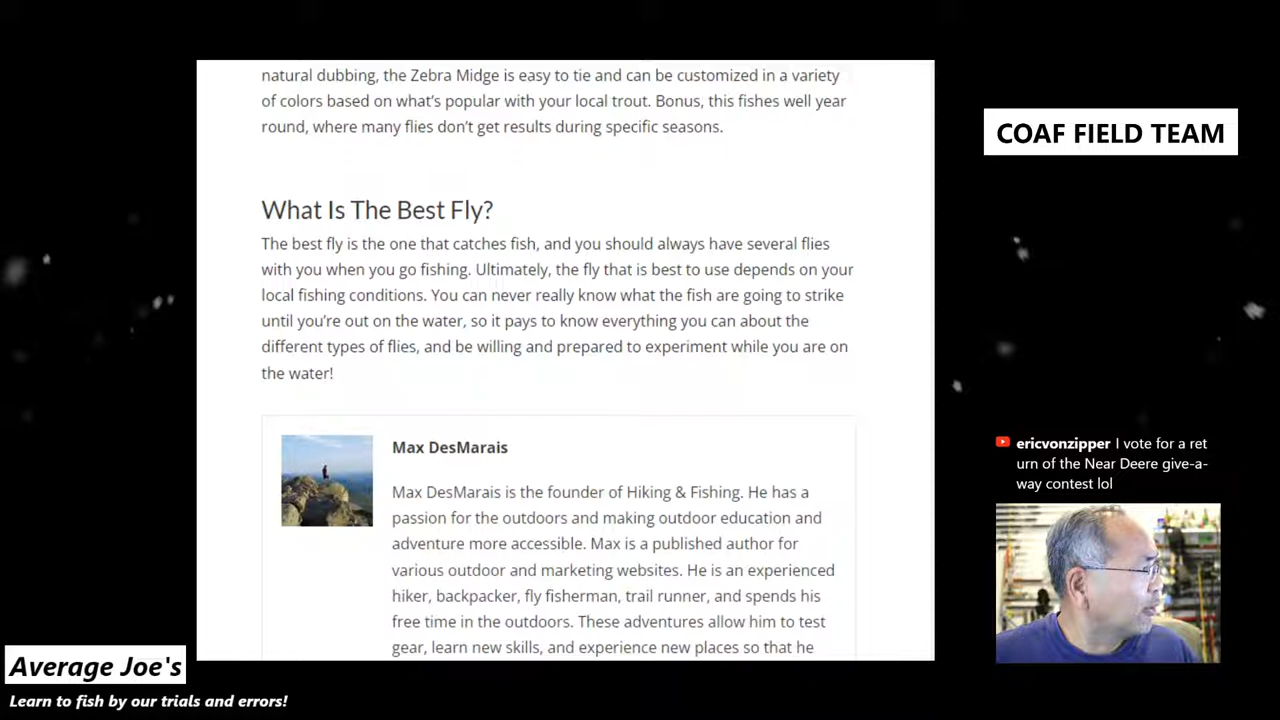 natural dubbing, the Zebra Midge is easy to tie and can be customized in a variety
of colors based on what’s popular with your local trout. Bonus, this fishes well year
round, where many flies don’t get results during specific seasons.
What Is The Best Fly?
The best fly is the one that catches fish, and you should always have several flies
with you when you go fishing. Ultimately, the fly that is best to use depends on your
local fishing conditions. You can never really know what the fish are going to strike
until you’re out on the water, so it pays to know everything you can about the
different types of flies, and be willing and prepared to experiment while you are on
the water!
Max DesMarais
Max DesMarais is the founder of Hiking & Fishing. He has a
passion for the outdoors and making outdoor education and
adventure more accessible. Max is a published author for
various outdoor and marketing websites. He is an experienced
hiker, backpacker, fly fisherman, trail runner, and spends his
free time in the outdoors. These adventures allow him to test
gear, learn new skills, and experience new places so that he
COAF FIELD TEAM
ericvonzipper I vote for a ret
urn of the Near Deere give-a-
way contest lol
Average Joe's
Learn to fish by our trials and errors!